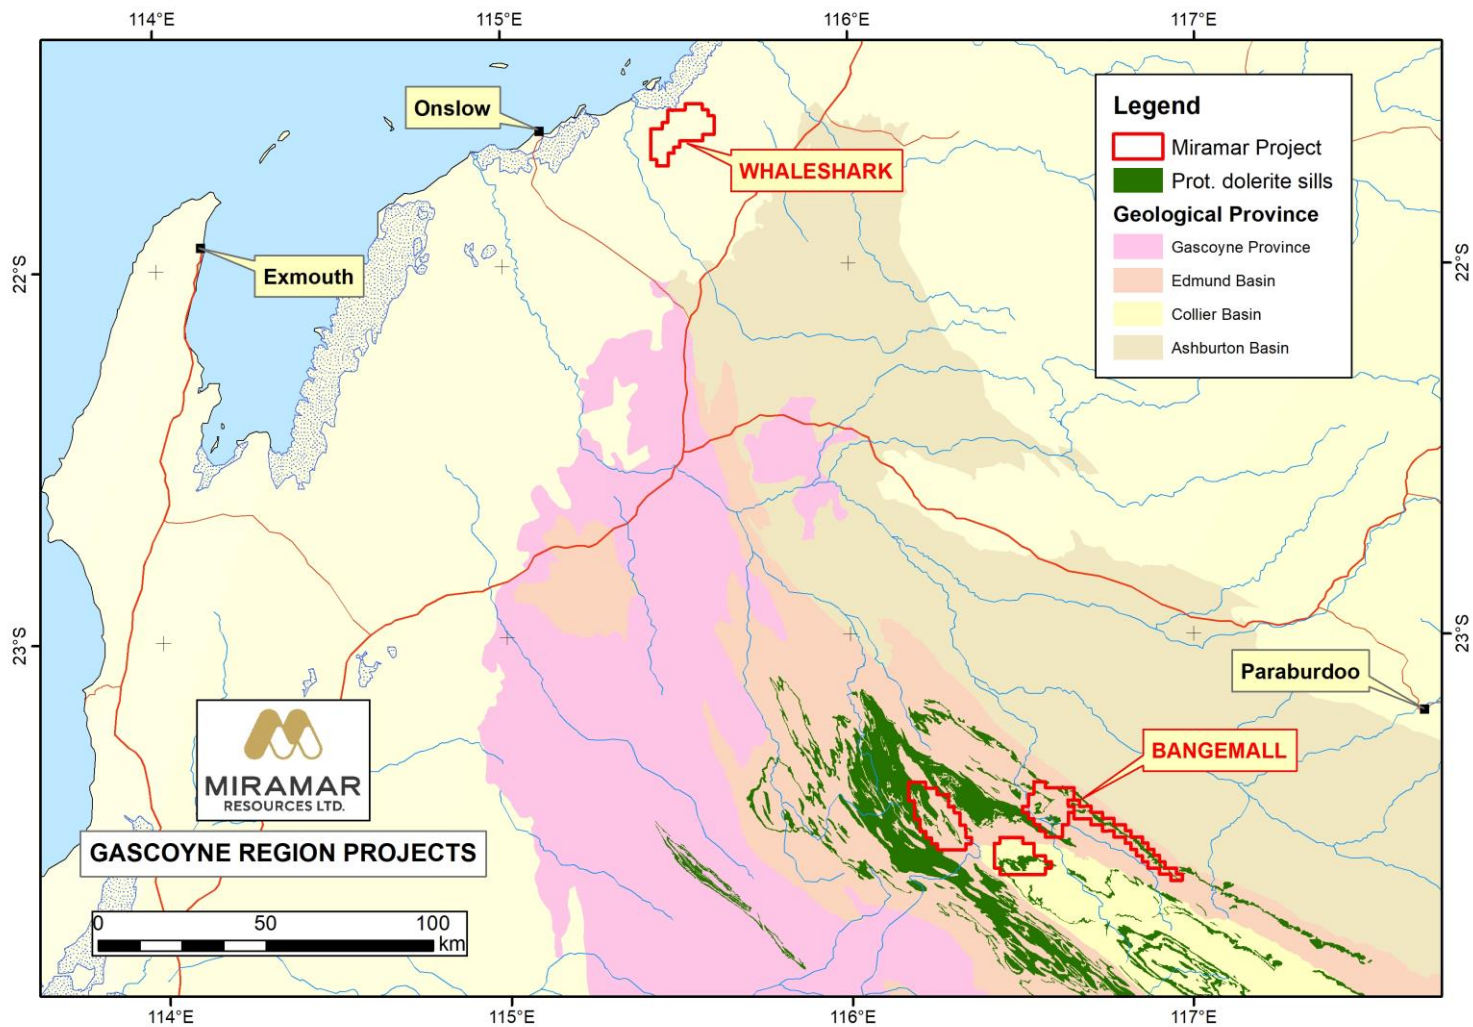 114°E
115°E
116°E
117°E
Onslow
WHALESHARK
Exmouth
22°S
22°S
Legend
Miramar Project
Prot. dolerite sills
Geological Province
Gascoyne Province
Edmund Basin
Collier Basin
Ashburton Basin
23°S
23°S
Paraburdoo
BANGEMALL
MIRAMAR
RESOURCES LTD.
GASCOYNE REGION PROJECTS
0 50 100
km
114°E
115°E
116°E
117°E